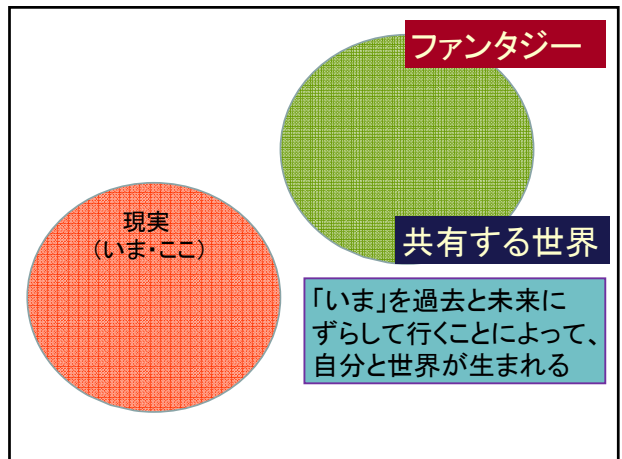 ファンタジー
現実
(いま・ここ)
共有する世界
「いま」を過去と未来に
ずらして行くことによって、
自分と世界が生まれる